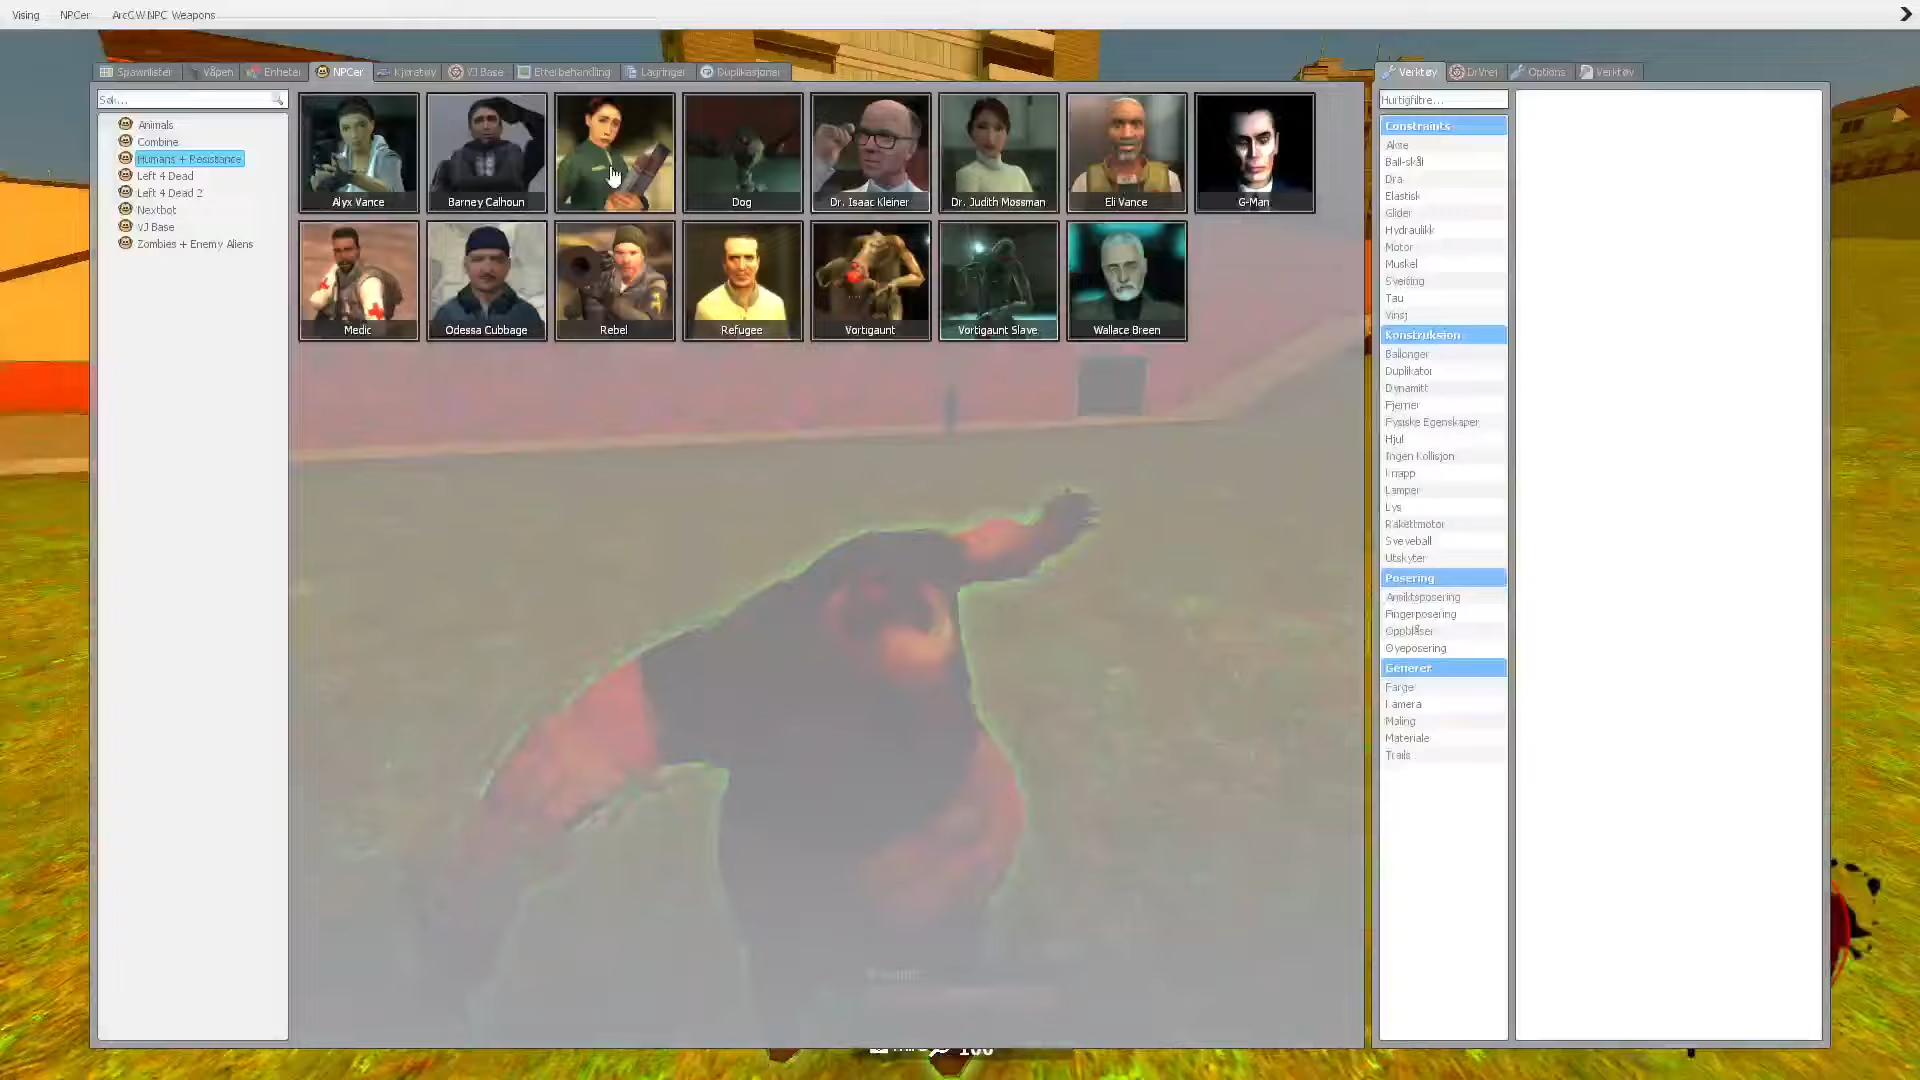 Vising NPCer ArcCW NPC Weapons
Spawnlister Våpen Enheter NPCer Kjøretøy VJ Base Etterbehandling Lagringer Duplikasjoner
Verktøy DrVrej Options Verktøy
Søk...
Animals
Combine
Humans + Resistance
Left 4 Dead
Left 4 Dead 2
Nextbot
VJ Base
Zombies + Enemy Aliens
Alyx Vance
Barney Calhoun
Dog
Dr. Isaac Kleiner
Dr. Judith Mossman
Eli Vance
G-Man
Medic
Odessa Cubbage
Rebel
Refugee
Vortigaunt
Vortigaunt Slave
Wallace Breen
Hurtigfiltre...
Constraints
Akse
Ball-skål
Dra
Elastisk
Glider
Hydraulikk
Motor
Muskel
Sveising
Tau
Vinsj
Konstruksjon
Ballonger
Duplikator
Dynamitt
Fjerner
Fysiske Egenskaper
Hjul
Ingen Kollisjon
Knapp
Lamper
Lys
Rakettmotor
Sveveball
Utskyter
Posering
Ansiktsposering
Fingerposering
Oppblåser
Øyeposering
Generer
Farge
Kamera
Maling
Materiale
Trails
100